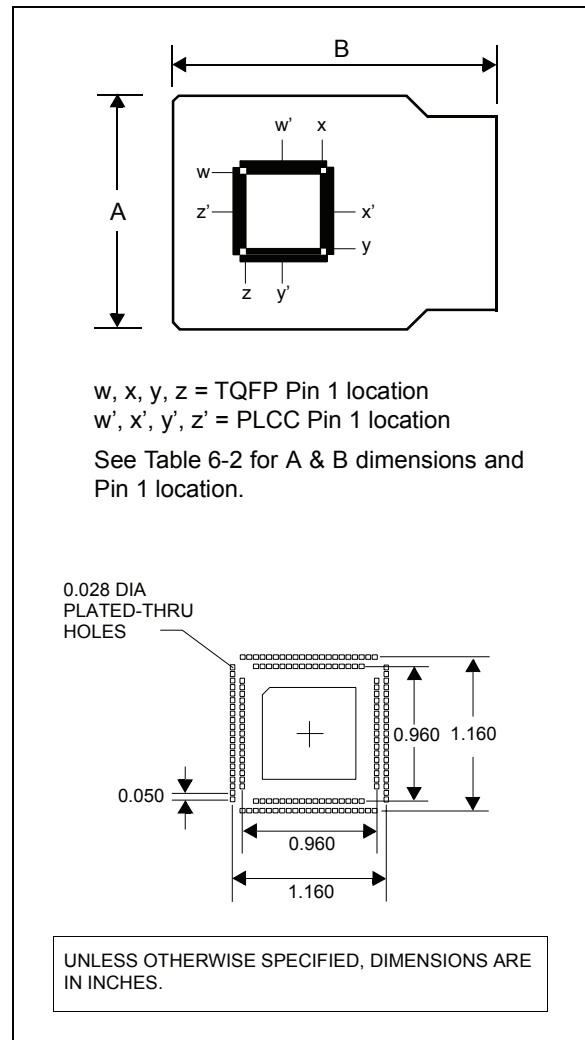 B
A
w' x
w
z' x'
y
z y'
w, x, y, z = TQFP Pin 1 location
w', x', y', z' = PLCC Pin 1 location
See Table 6-2 for A & B dimensions and
Pin 1 location.
0.028 DIA
PLATED-THRU
HOLES
0.960 1.160
0.050
0.960
1.160
UNLESS OTHERWISE SPECIFIED, DIMENSIONS ARE
IN INCHES.